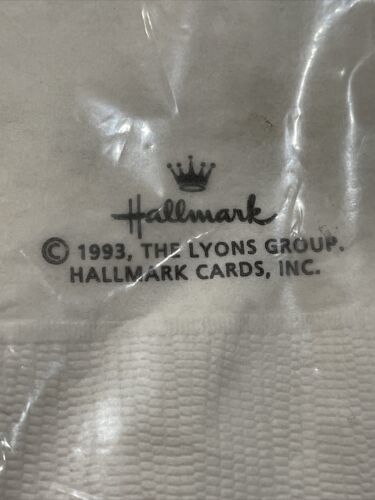 Hallmark
© 1993, THE LYONS GROUP.
HALLMARK CARDS, INC.